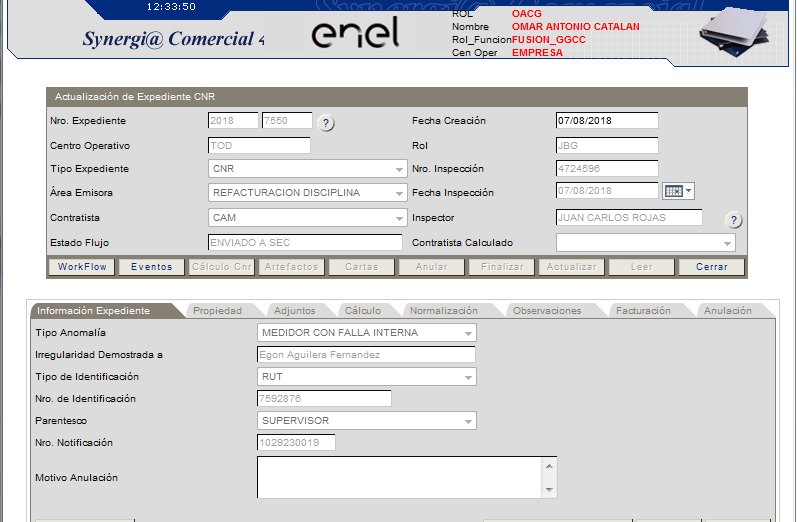 12:33:50
Synergi@ Comercial 4
enel
ROL OACG
Nombre OMAR ANTONIO CATALAN
Rol_Funcion FUSION_GGCC
Cen Oper EMPRESA
Actualización de Expediente CNR
Nro. Expediente 2018 7550 ? Fecha Creación 07/08/2018
Centro Operativo TOD Rol JBG
Tipo Expediente CNR Nro. Inspección 4724596
Área Emisora REFACTURACION DISCIPLINA Fecha Inspección 07/08/2018
Contratista CAM Inspector JUAN CARLOS ROJAS ?
Estado Flujo ENVIADO A SEC Contratista Calculado
WorkFlow Eventos Cálculo Cnr Artefactos Cartas Anular Finalizar Actualizar Leer Cerrar
Información Expediente Propiedad Adjuntos Cálculo Normalización Observaciones Facturación Anulación
Tipo Anomalía MEDIDOR CON FALLA INTERNA
Irregularidad Demostrada a Egon Aguilera Fernandez
Tipo de Identificación RUT
Nro. de Identificación 7592876
Parentesco SUPERVISOR
Nro. Notificación 1029230019
Motivo Anulación